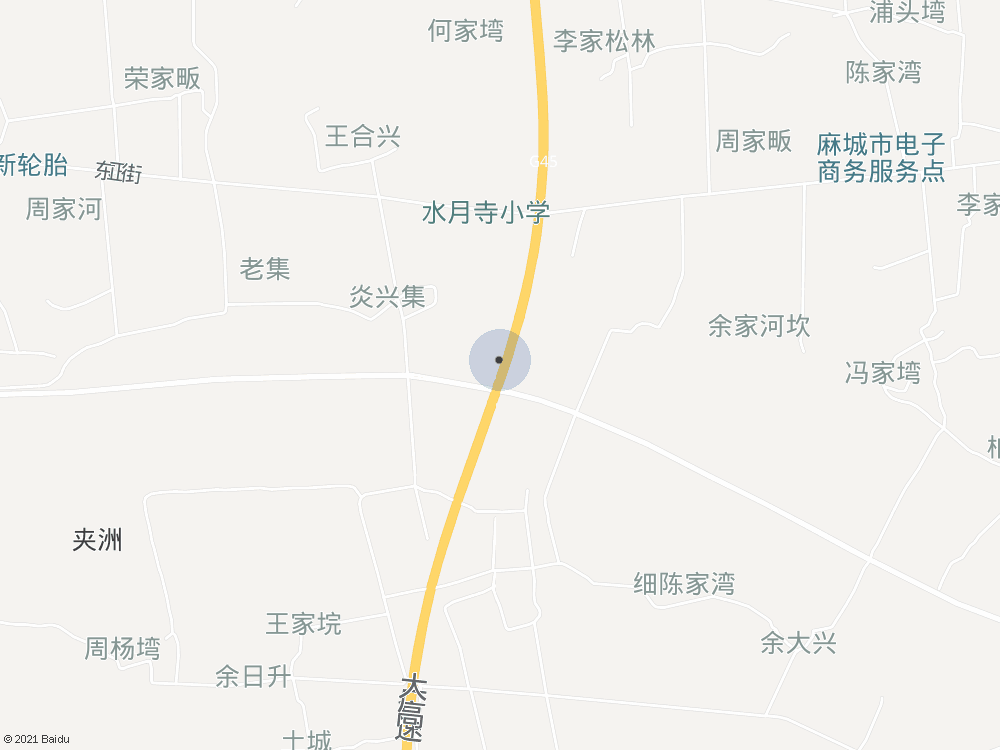 浦头塆
何家塆
李家松林
陈家湾
荣家畈
王合兴
周家畈
麻城市电子
商务服务点
G45
新轮胎
东正街
周家河
水月寺小学
李家
老集
炎兴集
余家河坎
冯家塆
夹洲
细陈家湾
王家垸
余大兴
周杨塆
余日升
大高速
土城
© 2021 Baidu